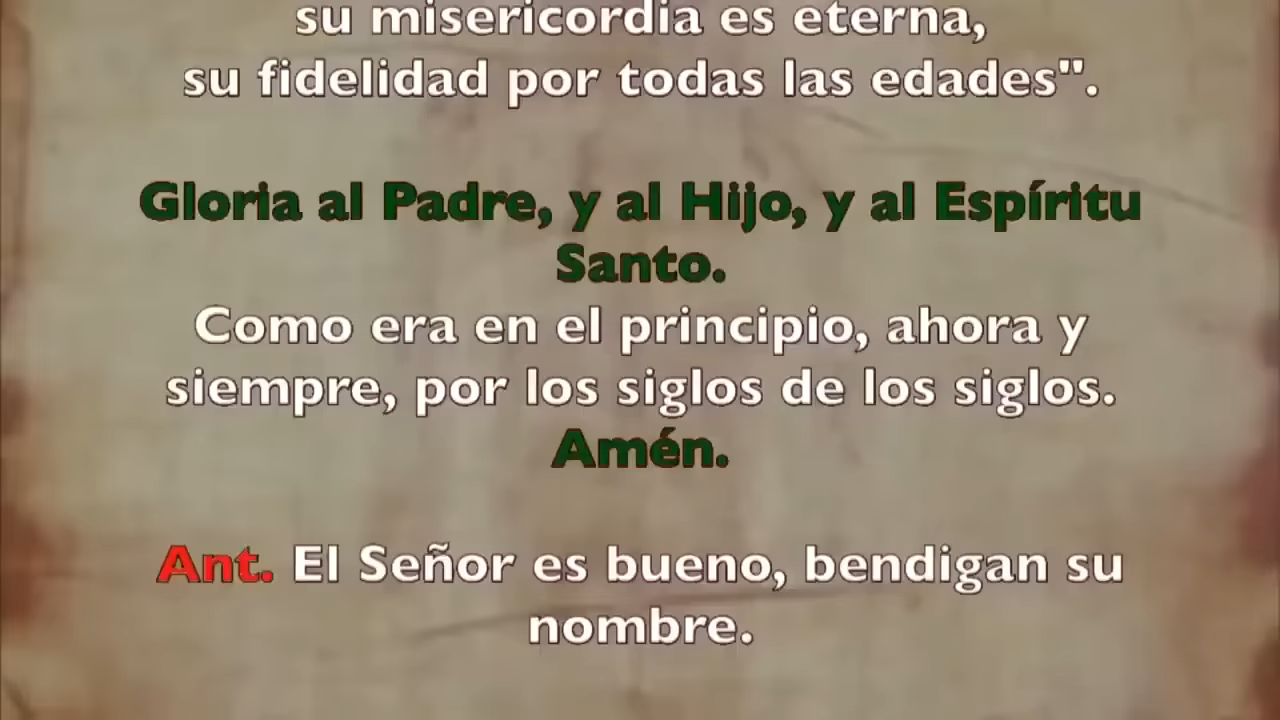 su misericordia es eterna,
su fidelidad por todas las edades".
Gloria al Padre, y al Hijo, y al Espíritu
Santo.
Como era en el principio, ahora y
siempre, por los siglos de los siglos.
Amén.
Ant. El Señor es bueno, bendigan su
nombre.